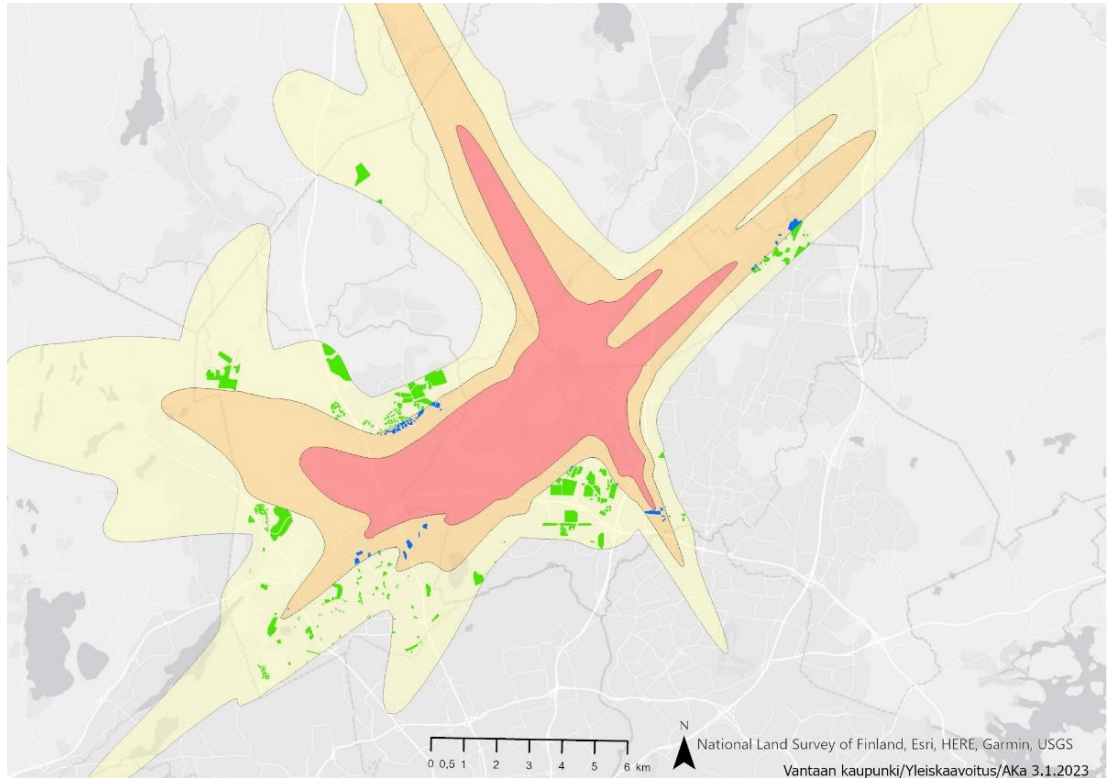 N
National Land Survey of Finland, Esri, HERE, Garmin, USGS
0 0,5 1 2 3 4 5 6 km
Vantaan kaupunki/Yleiskaavoitus/AKa 3.1.2023